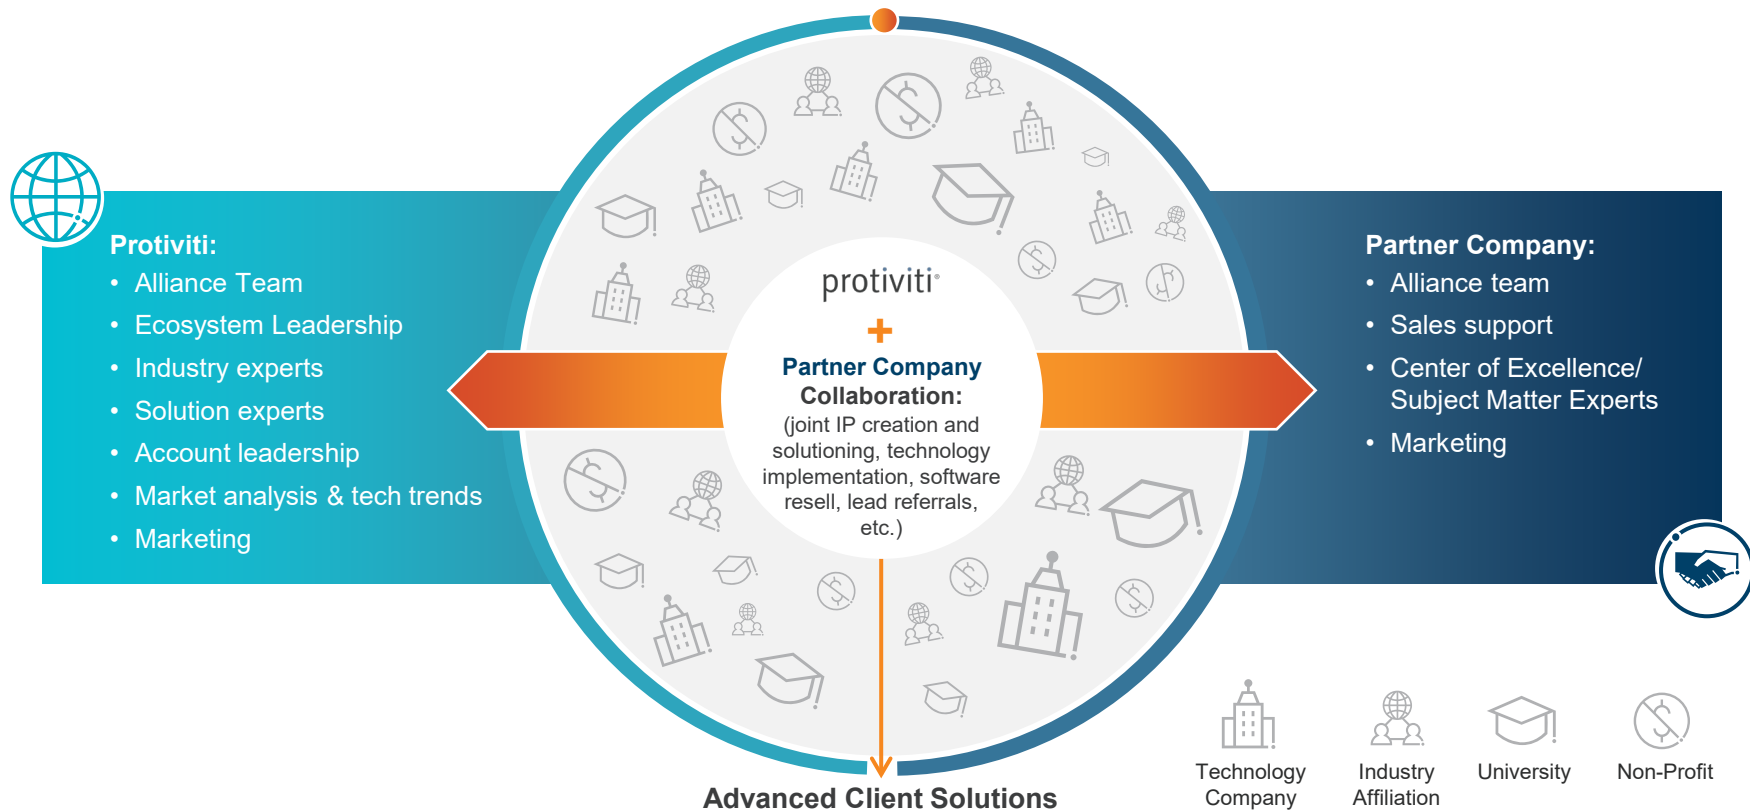 Protiviti:
• Alliance Team
• Ecosystem Leadership
• Industry experts
• Solution experts
• Account leadership
• Market analysis & tech trends
• Marketing
protiviti®
+
Partner Company
Collaboration:
(joint IP creation and
solutioning, technology
implementation, software
resell, lead referrals,
etc.)
Partner Company:
• Alliance team
• Sales support
• Center of Excellence/
Subject Matter Experts
• Marketing
Advanced Client Solutions
Technology
Company
Industry
Affiliation
University
Non-Profit